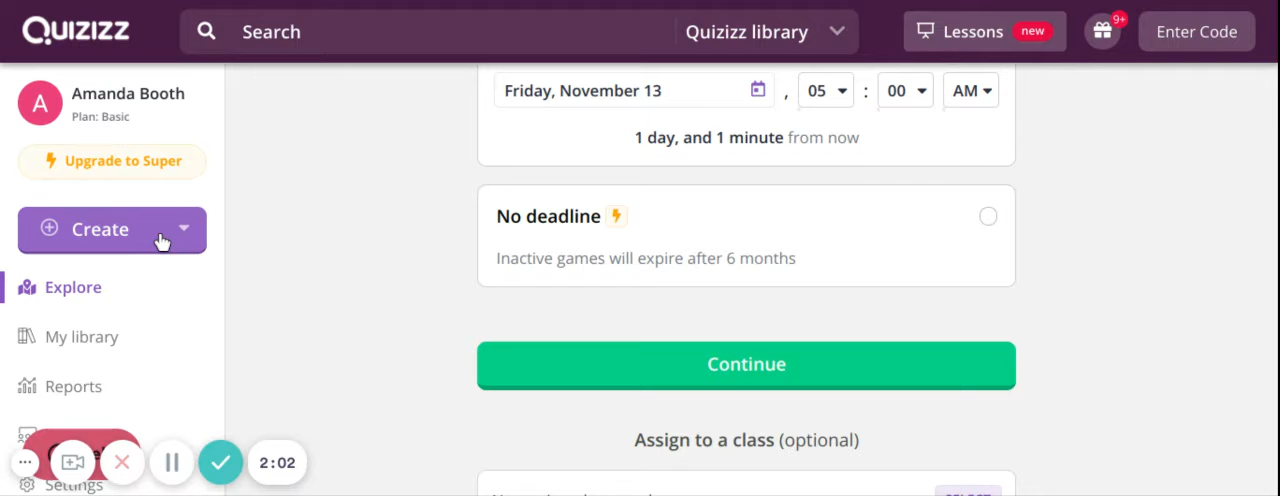 Quizizz
Search
Quizizz library
Lessons new
9+
Enter Code
A
Amanda Booth
Plan: Basic
Upgrade to Super
Create
Explore
My library
Reports
Settings
2:02
Friday, November 13 , 05 : 00 AM
1 day, and 1 minute from now
No deadline
Inactive games will expire after 6 months
Continue
Assign to a class (optional)
SELECT